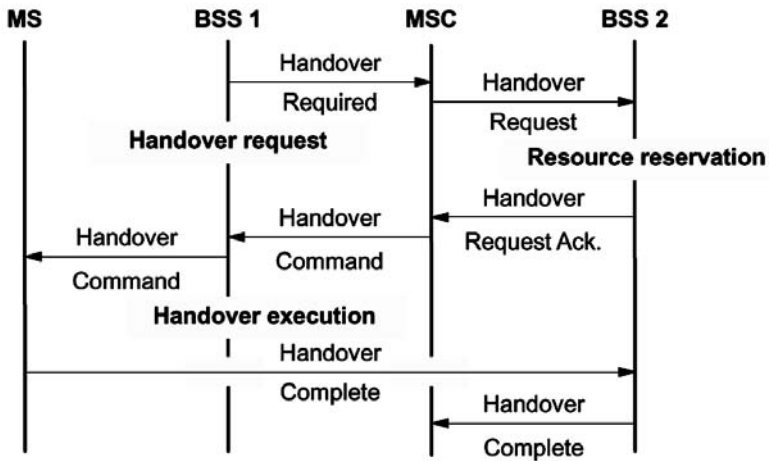 MS BSS 1 MSC BSS 2
Handover
Required
Handover
Request
Handover request
Resource reservation
Handover
Request Ack.
Handover
Command
Handover
Command
Handover execution
Handover
Complete
Handover
Complete